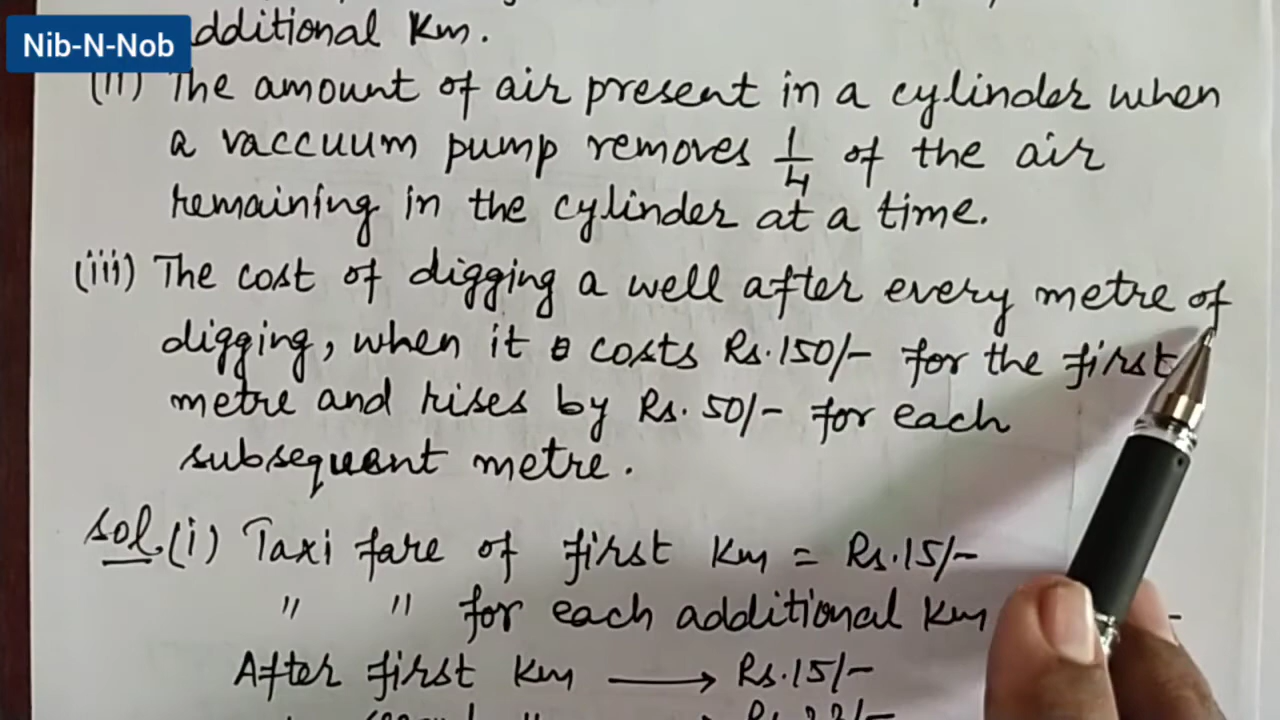 Nib-N-Nob
dditional Km.
(ii) The amount of air present in a cylinder when
a vaccuum pump removes 1/4 of the air
remaining in the cylinder at a time.
(iii) The cost of digging a well after every metre of
digging, when it costs Rs.150/- for the first
metre and rises by Rs. 50/- for each
subsequent metre.
Sol. (i) Taxi fare of first Km = Rs.15/-
" " for each additional Km
After first Km → Rs.15/-